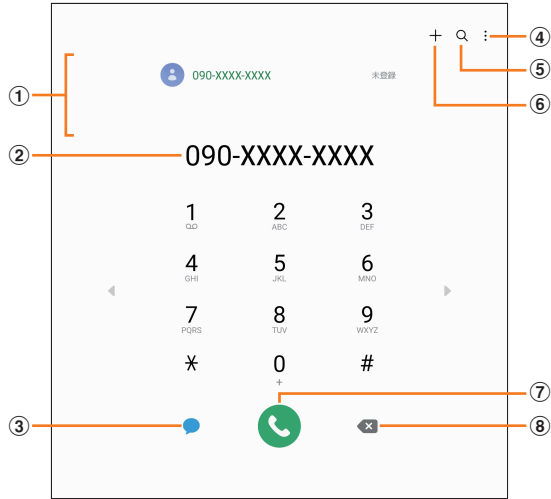 ④
⑤
⑥
①
090-XXXX-XXXX 未登録
② 090-XXXX-XXXX
1 2 3
ABC DEF
4 5 6
GHI JKL MNO
7 8 9
PQRS TUV WXYZ
* 0 #
+
⑦
③
⑧